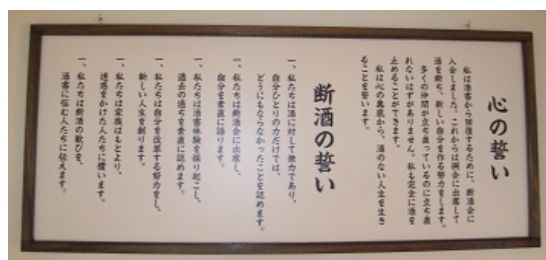 心の誓い
私は酒害から回復するために、断酒会に
入会しました。これからは例会に出席して
酒を断ち、新しい自分を作る努力をします。
多くの仲間が立ち直っているのに立ち直
れないはずがありません。私も完全に酒を
止めることができます。
私は心の奥底から、酒のない人生を生き
ることを誓います。
断酒の誓い
一、私たちは酒に対して無力であり、
自分ひとりの力だけでは、
どうにもならなかったことを認めます。
一、私たちは断酒会に出席し、
自分を素直に語ります。
一、私たちは酒害体験を掘り起こし、
過去の過ちを素直に認めます。
一、私たちは自分を改革する努力をし、
新しい人生を創ります。
一、私たちは家族はもとより、
迷惑をかけた人たちに償います。
一、私たちは断酒の歓びを、
酒害に悩む人たちに伝えます。